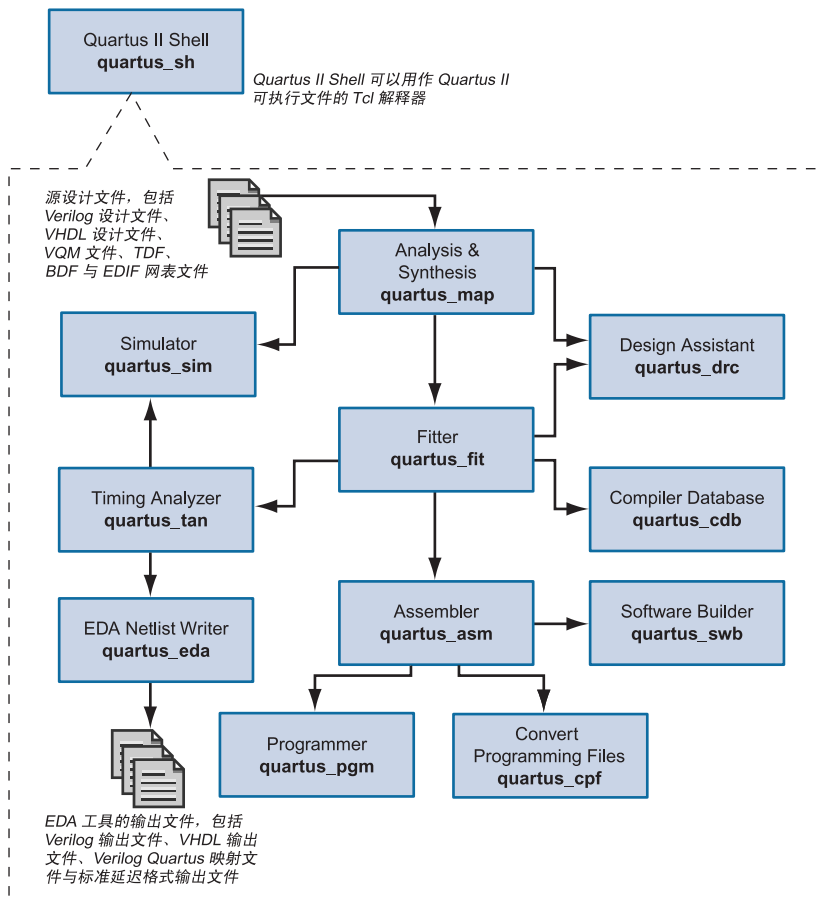 Quartus II Shell
quartus_sh
Quartus II Shell 可以用作 Quartus II
可执行文件的 Tcl 解释器
源设计文件，包括
Verilog 设计文件、
VHDL 设计文件、
VQM 文件、TDF、
BDF 与 EDIF 网表文件
Analysis &
Synthesis
quartus_map
Simulator
quartus_sim
Design Assistant
quartus_drc
Fitter
quartus_fit
Timing Analyzer
quartus_tan
Compiler Database
quartus_cdb
Assembler
quartus_asm
Software Builder
quartus_swb
EDA Netlist Writer
quartus_eda
Programmer
quartus_pgm
Convert
Programming Files
quartus_cpf
EDA 工具的输出文件，包括
Verilog 输出文件、VHDL 输出
文件、Verilog Quartus 映射文
件与标准延迟格式输出文件